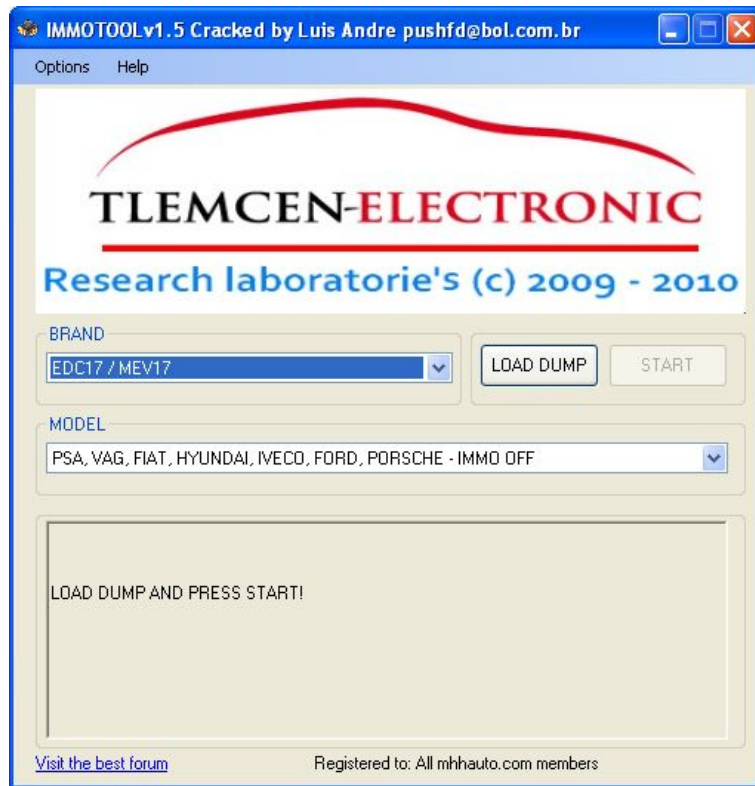 IMMOTOOLv1.5 Cracked by Luis Andre pushfd@bol.com.br
Options Help
TLEMCEN-ELECTRONIC
Research laboratorie's (c) 2009 - 2010
BRAND
EDC17 / MEV17
LOAD DUMP START
MODEL
PSA, VAG, FIAT, HYUNDAI, IVECO, FORD, PORSCHE - IMMO OFF
LOAD DUMP AND PRESS START!
Visit the best forum Registered to: All mhhauto.com members